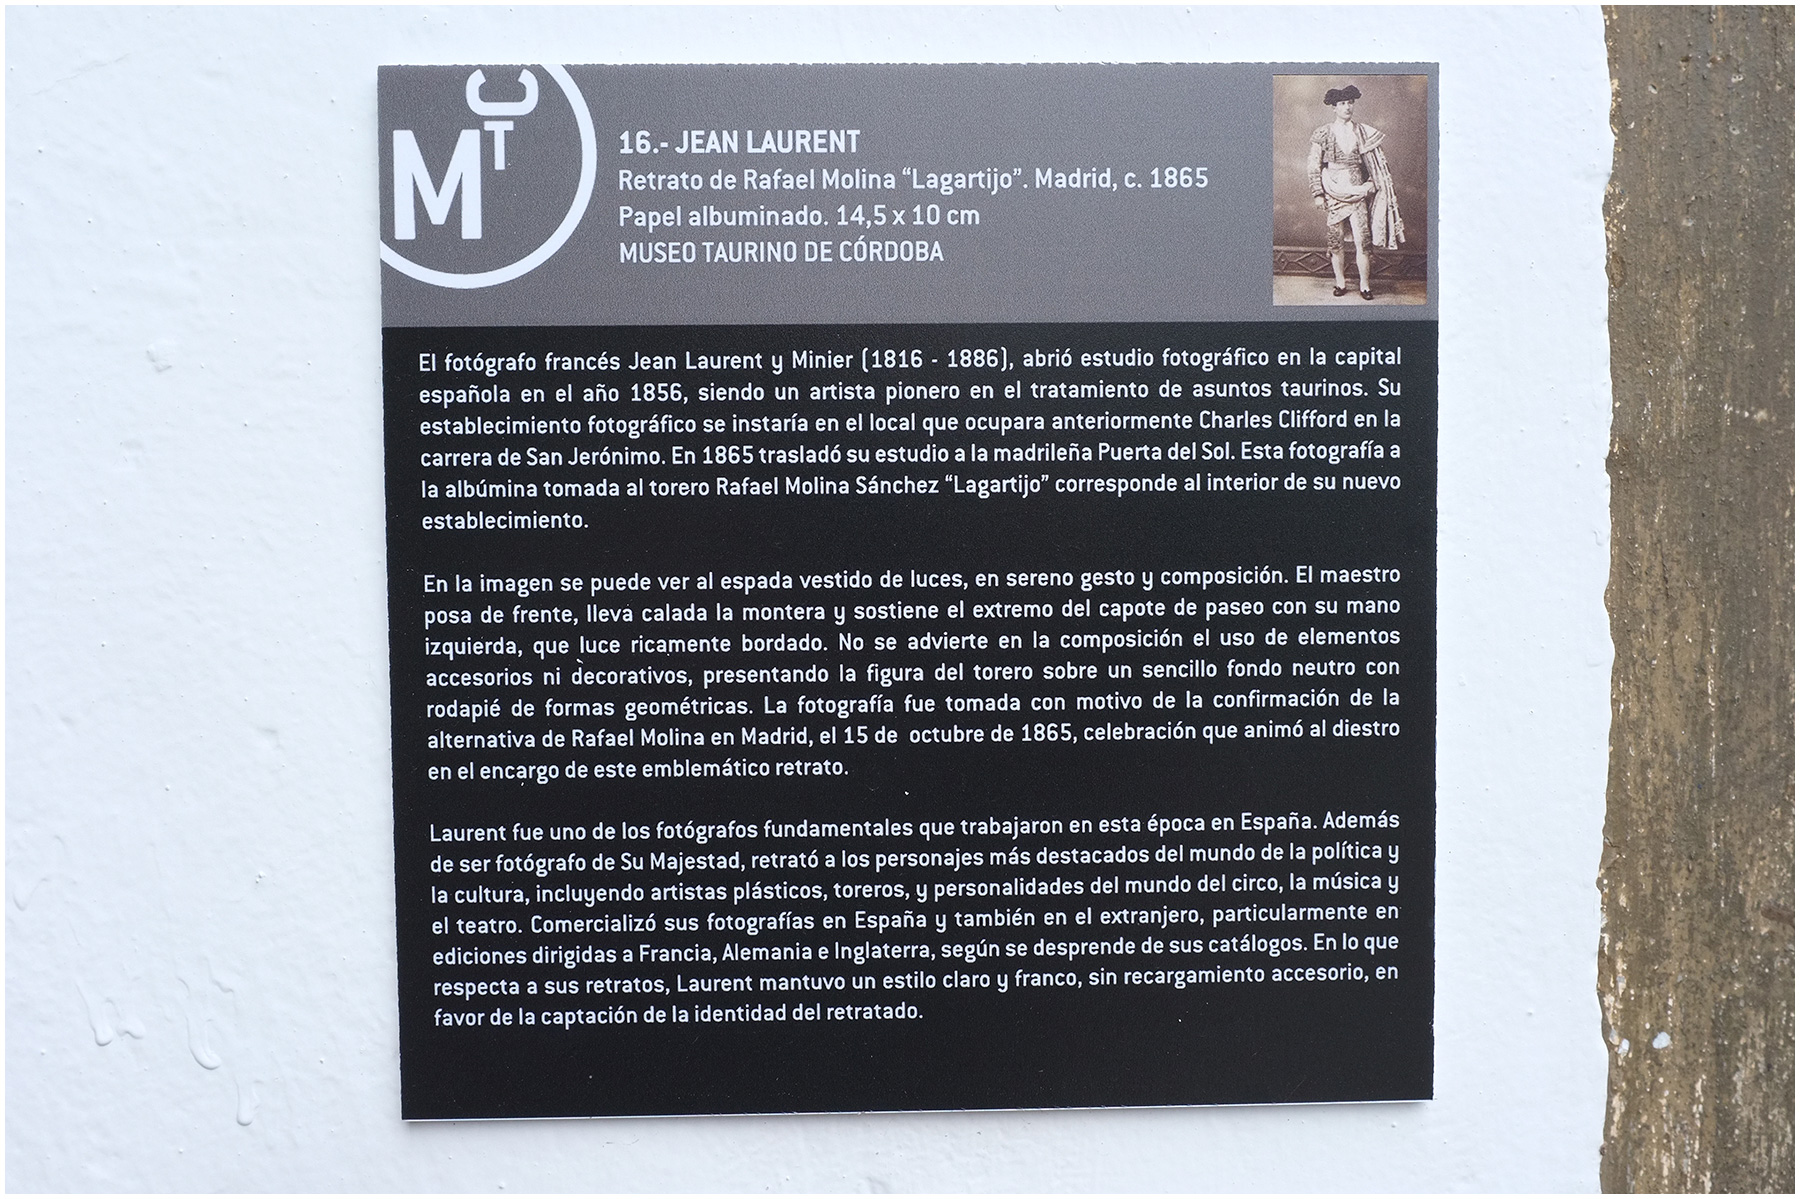 MTC
16.- JEAN LAURENT
Retrato de Rafael Molina “Lagartijo”. Madrid, c. 1865
Papel albuminado. 14,5 x 10 cm
MUSEO TAURINO DE CÓRDOBA
El fotógrafo francés Jean Laurent y Minier (1816 - 1886), abrió estudio fotográfico en la capital
española en el año 1856, siendo un artista pionero en el tratamiento de asuntos taurinos. Su
establecimiento fotográfico se instaría en el local que ocupara anteriormente Charles Clifford en la
carrera de San Jerónimo. En 1865 trasladó su estudio a la madrileña Puerta del Sol. Esta fotografía a
la albúmina tomada al torero Rafael Molina Sánchez “Lagartijo” corresponde al interior de su nuevo
establecimiento.
En la imagen se puede ver al espada vestido de luces, en sereno gesto y composición. El maestro
posa de frente, lleva calada la montera y sostiene el extremo del capote de paseo con su mano
izquierda, que luce ricamente bordado. No se advierte en la composición el uso de elementos
accesorios ni decorativos, presentando la figura del torero sobre un sencillo fondo neutro con
rodapié de formas geométricas. La fotografía fue tomada con motivo de la confirmación de la
alternativa de Rafael Molina en Madrid, el 15 de octubre de 1865, celebración que animó al diestro
en el encargo de este emblemático retrato.
Laurent fue uno de los fotógrafos fundamentales que trabajaron en esta época en España. Además
de ser fotógrafo de Su Majestad, retrató a los personajes más destacados del mundo de la política y
la cultura, incluyendo artistas plásticos, toreros, y personalidades del mundo del circo, la música y
el teatro. Comercializó sus fotografías en España y también en el extranjero, particularmente en
ediciones dirigidas a Francia, Alemania e Inglaterra, según se desprende de sus catálogos. En lo que
respecta a sus retratos, Laurent mantuvo un estilo claro y franco, sin recargamiento accesorio, en
favor de la captación de la identidad del retratado.